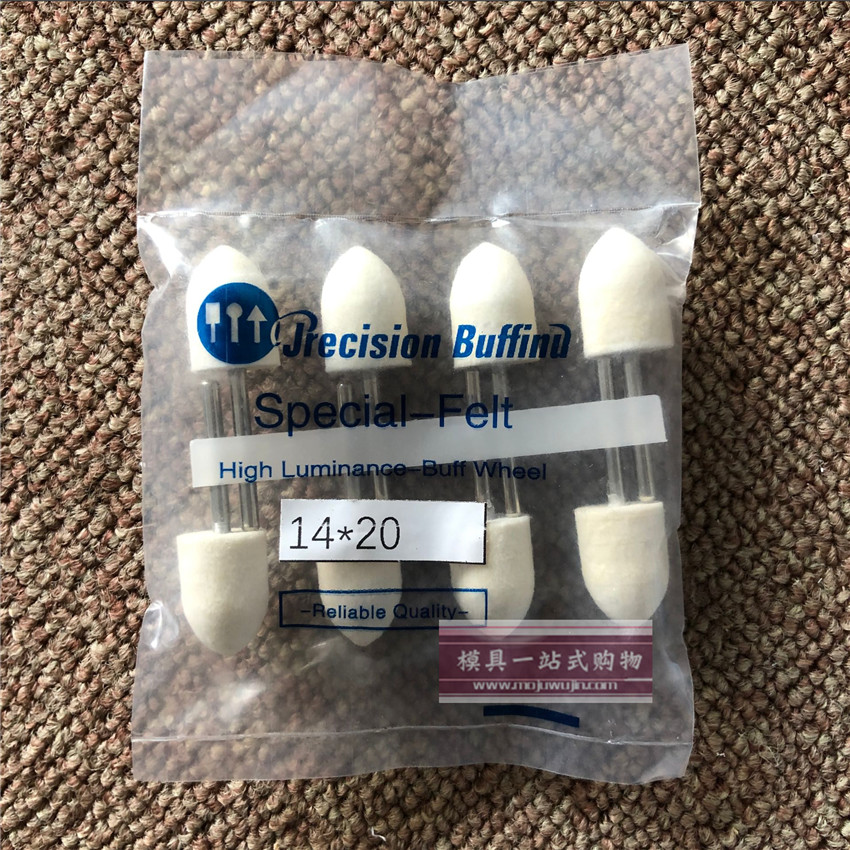 Precision Buffing
Special-Felt
High Luminance-Buff Wheel
14*20
-Reliable Quality-
模具一站式购物
www.mojuwujin.com